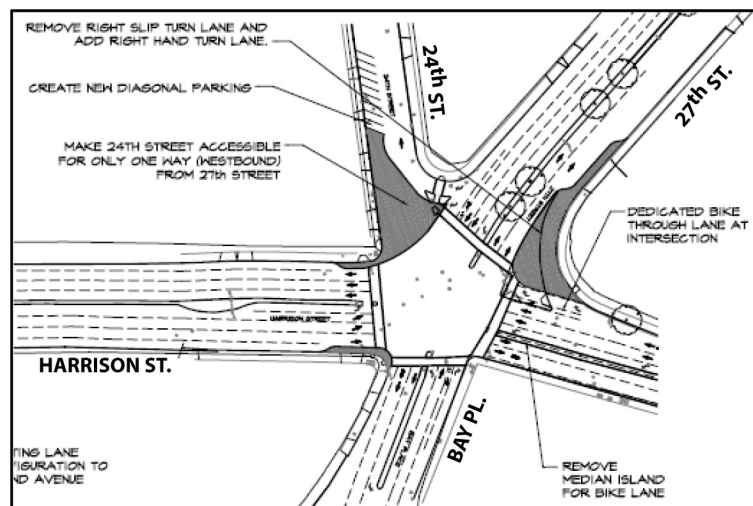 REMOVE RIGHT SLIP TURN LANE AND
ADD RIGHT HAND TURN LANE.
CREATE NEW DIAGONAL PARKING
MAKE 24TH STREET ACCESSIBLE
FOR ONLY ONE WAY (WESTBOUND)
FROM 27th STREET
24th ST.
27th ST.
DEDICATED BIKE
THROUGH LANE AT
INTERSECTION
HARRISON STREET
HARRISON ST.
BAY PLACE
BAY PL.
TING LANE
FIGURATION TO
ND AVENUE
REMOVE
MEDIAN ISLAND
FOR BIKE LANE